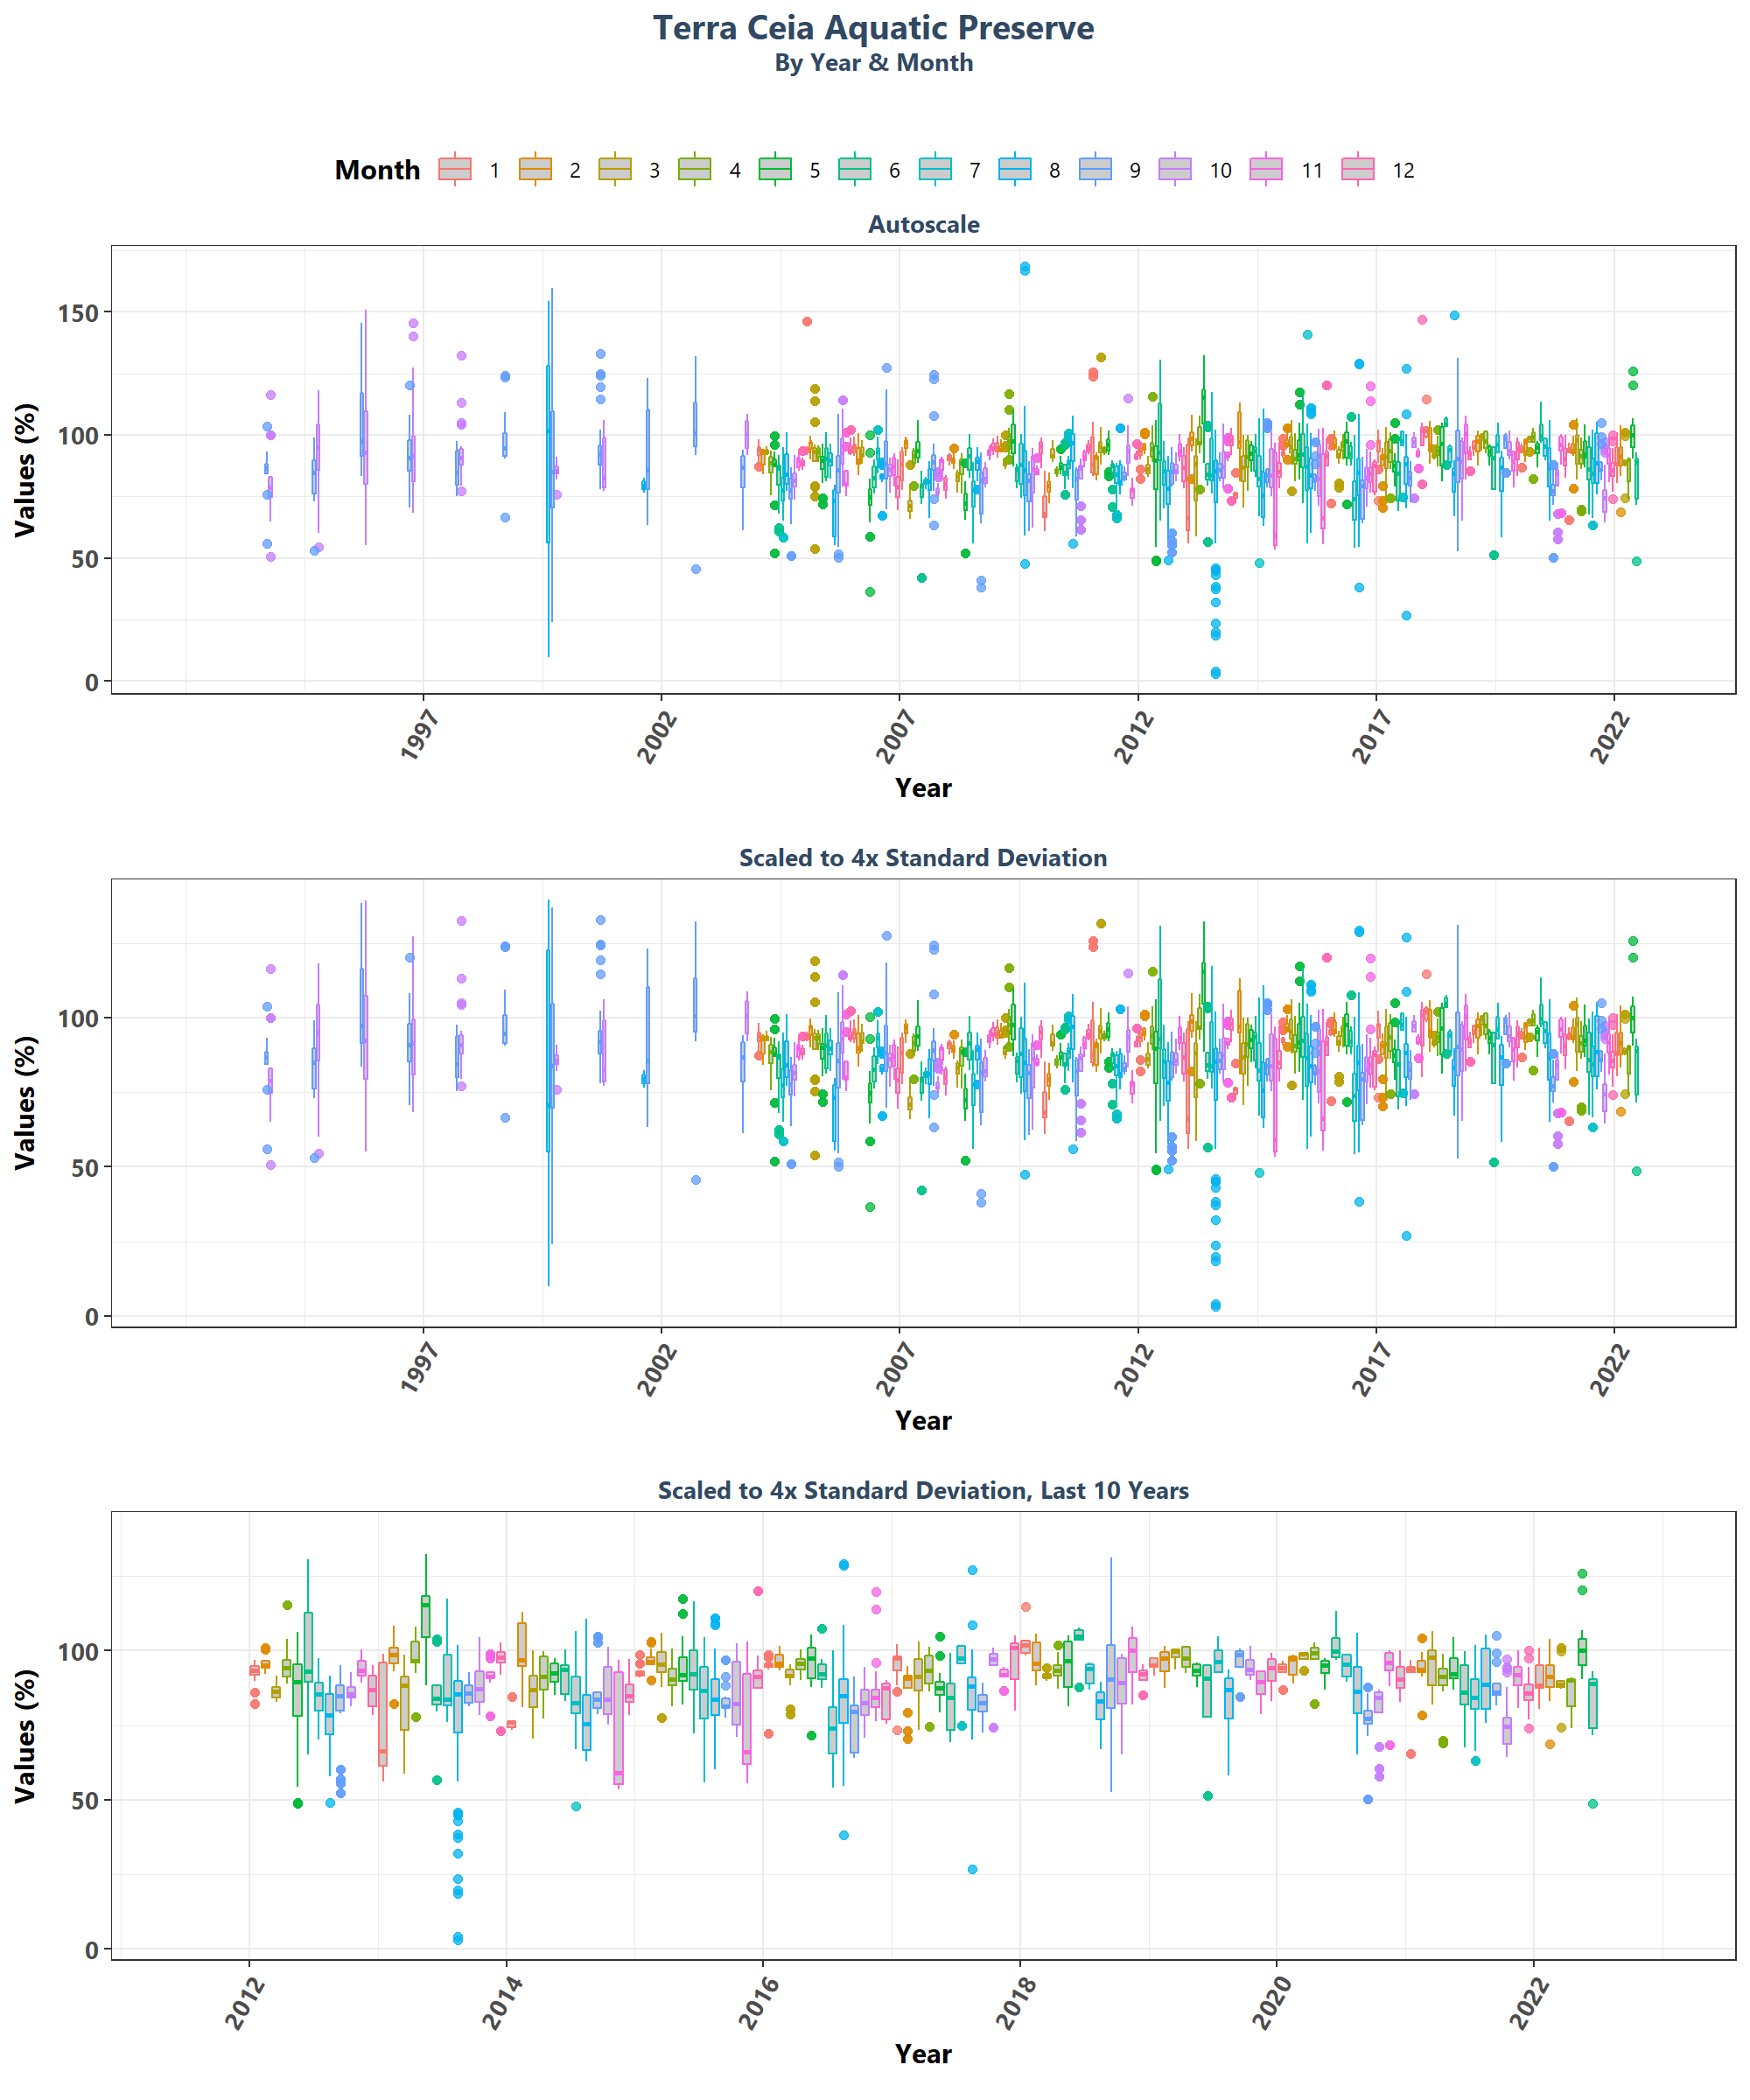 Terra Ceia Aquatic Preserve
By Year & Month
Month 1 2 3 4 5 6 7 8 9 10 11 12
Autoscale
Values (%)
150
100
50
0
1997 2002 2007 2012 2017 2022
Year
Scaled to 4x Standard Deviation
Values (%)
100
50
0
1997 2002 2007 2012 2017 2022
Year
Scaled to 4x Standard Deviation, Last 10 Years
Values (%)
100
50
0
2012 2014 2016 2018 2020 2022
Year